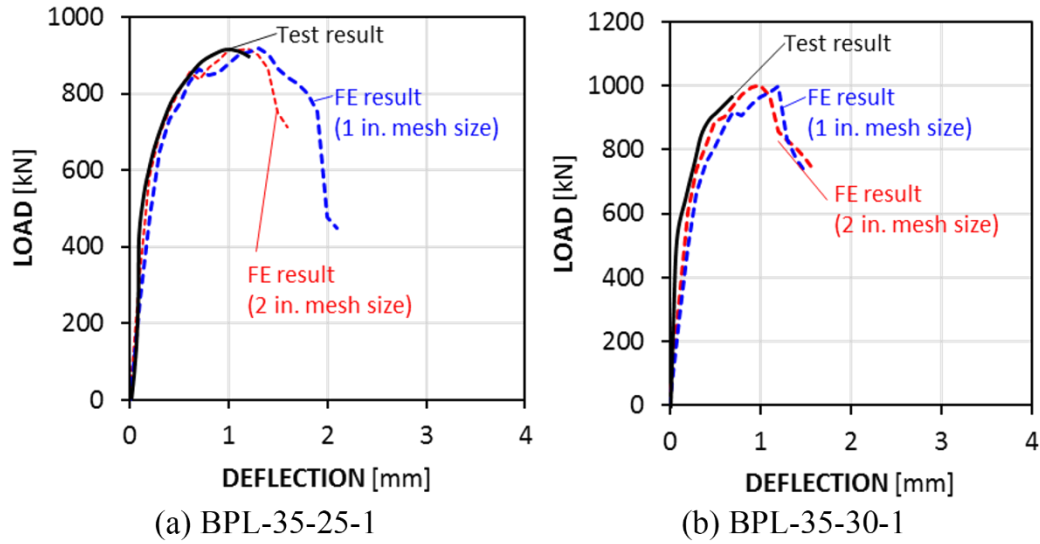 1000
800
600
400
200
0
LOAD [kN]
Test result
FE result
(1 in. mesh size)
FE result
(2 in. mesh size)
0 1 2 3 4
DEFLECTION [mm]
(a) BPL-35-25-1
1200
1000
800
600
400
200
0
LOAD [kN]
Test result
FE result
(1 in. mesh size)
FE result
(2 in. mesh size)
0 1 2 3 4
DEFLECTION [mm]
(b) BPL-35-30-1